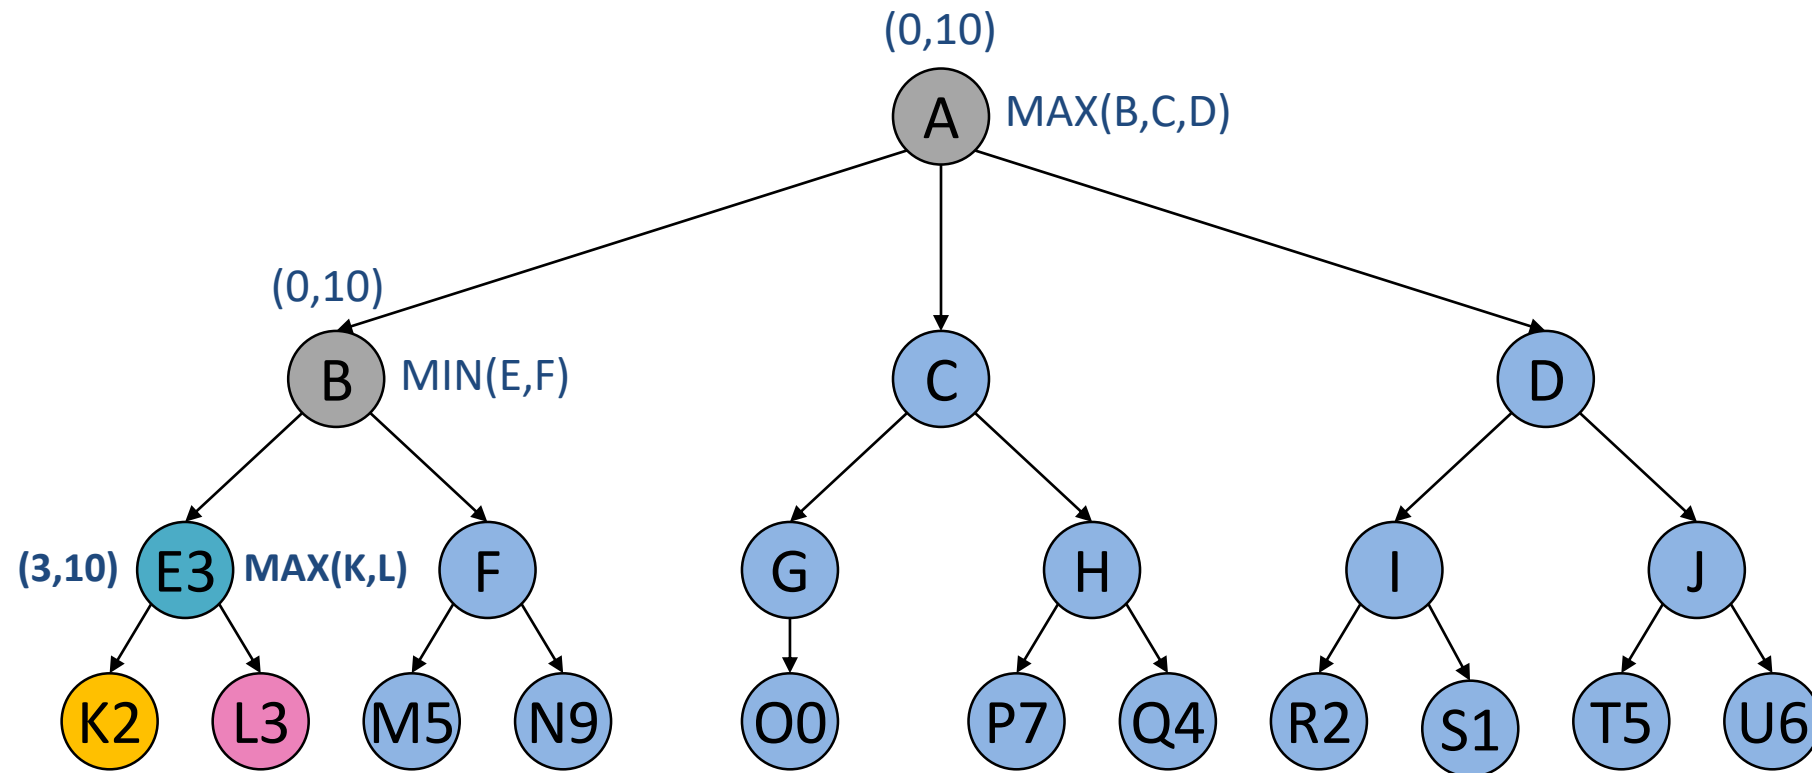 (0,10)
A MAX(B,C,D)
(0,10)
B MIN(E,F) C D
(3,10) E3 MAX(K,L) F G H I J
K2 L3 M5 N9 O0 P7 Q4 R2 S1 T5 U6